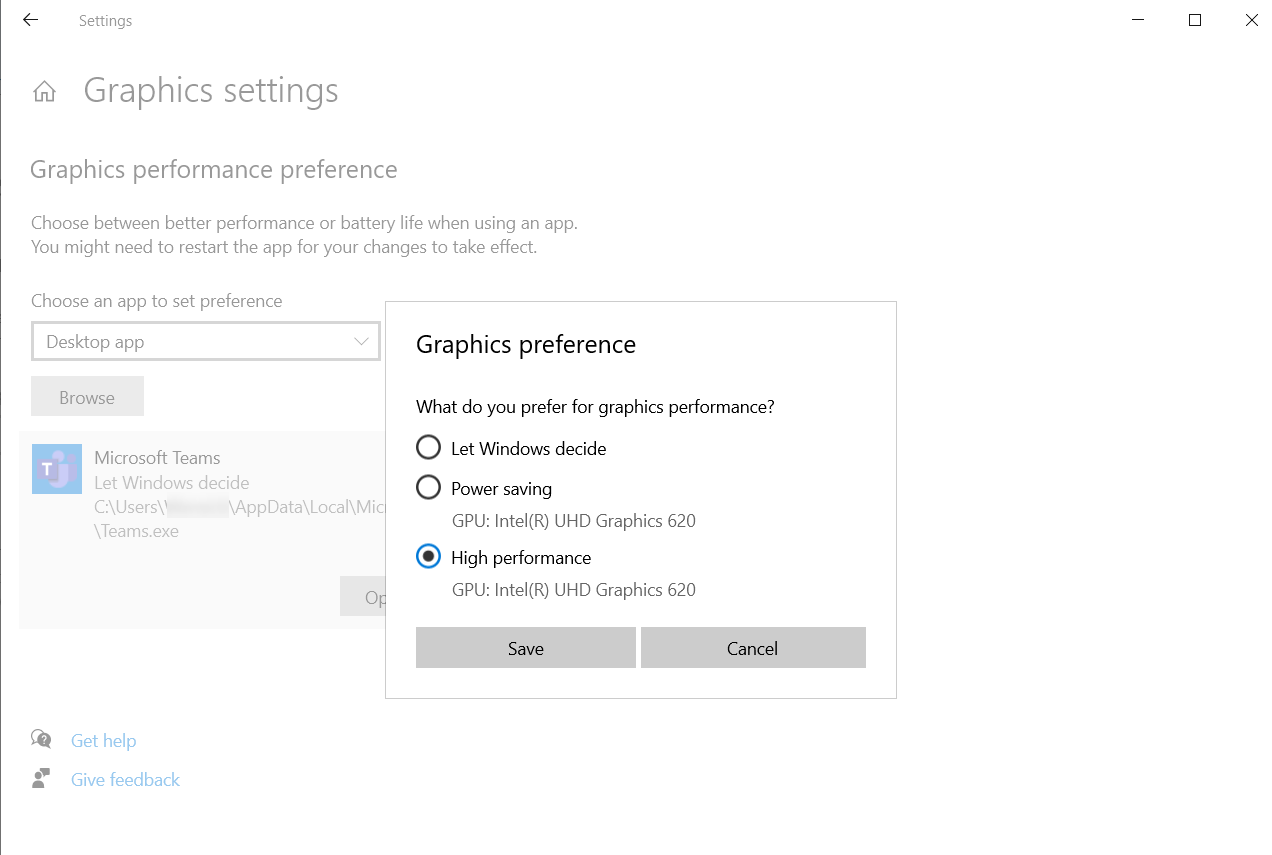 Settings
Graphics settings
Graphics performance preference
Choose between better performance or battery life when using an app.
You might need to restart the app for your changes to take effect.
Choose an app to set preference
Desktop app
Browse
Microsoft Teams
Let Windows decide
C:\Users\ \AppData\Local\Mic
\Teams.exe
Op
Graphics preference
What do you prefer for graphics performance?
Let Windows decide
Power saving
GPU: Intel(R) UHD Graphics 620
High performance
GPU: Intel(R) UHD Graphics 620
Save
Cancel
Get help
Give feedback